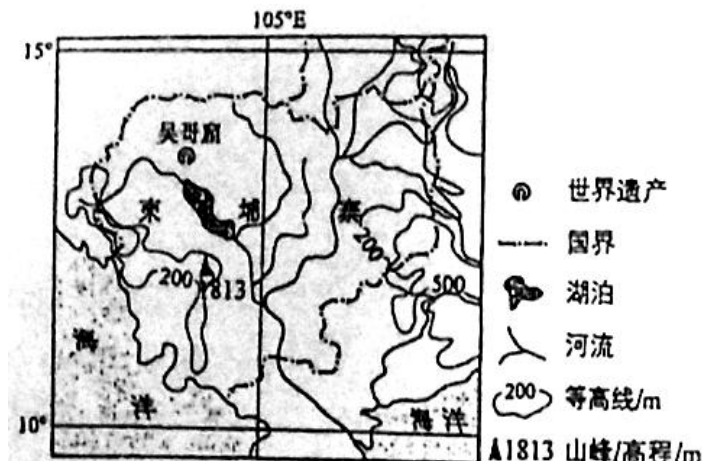 105°E
15°
吴哥窟
柬 埔 寨
200
200
1813
500
海
洋
海 洋
10°
世界遗产
国界
湖泊
河流
200 等高线/m
1813 山峰/高程/m